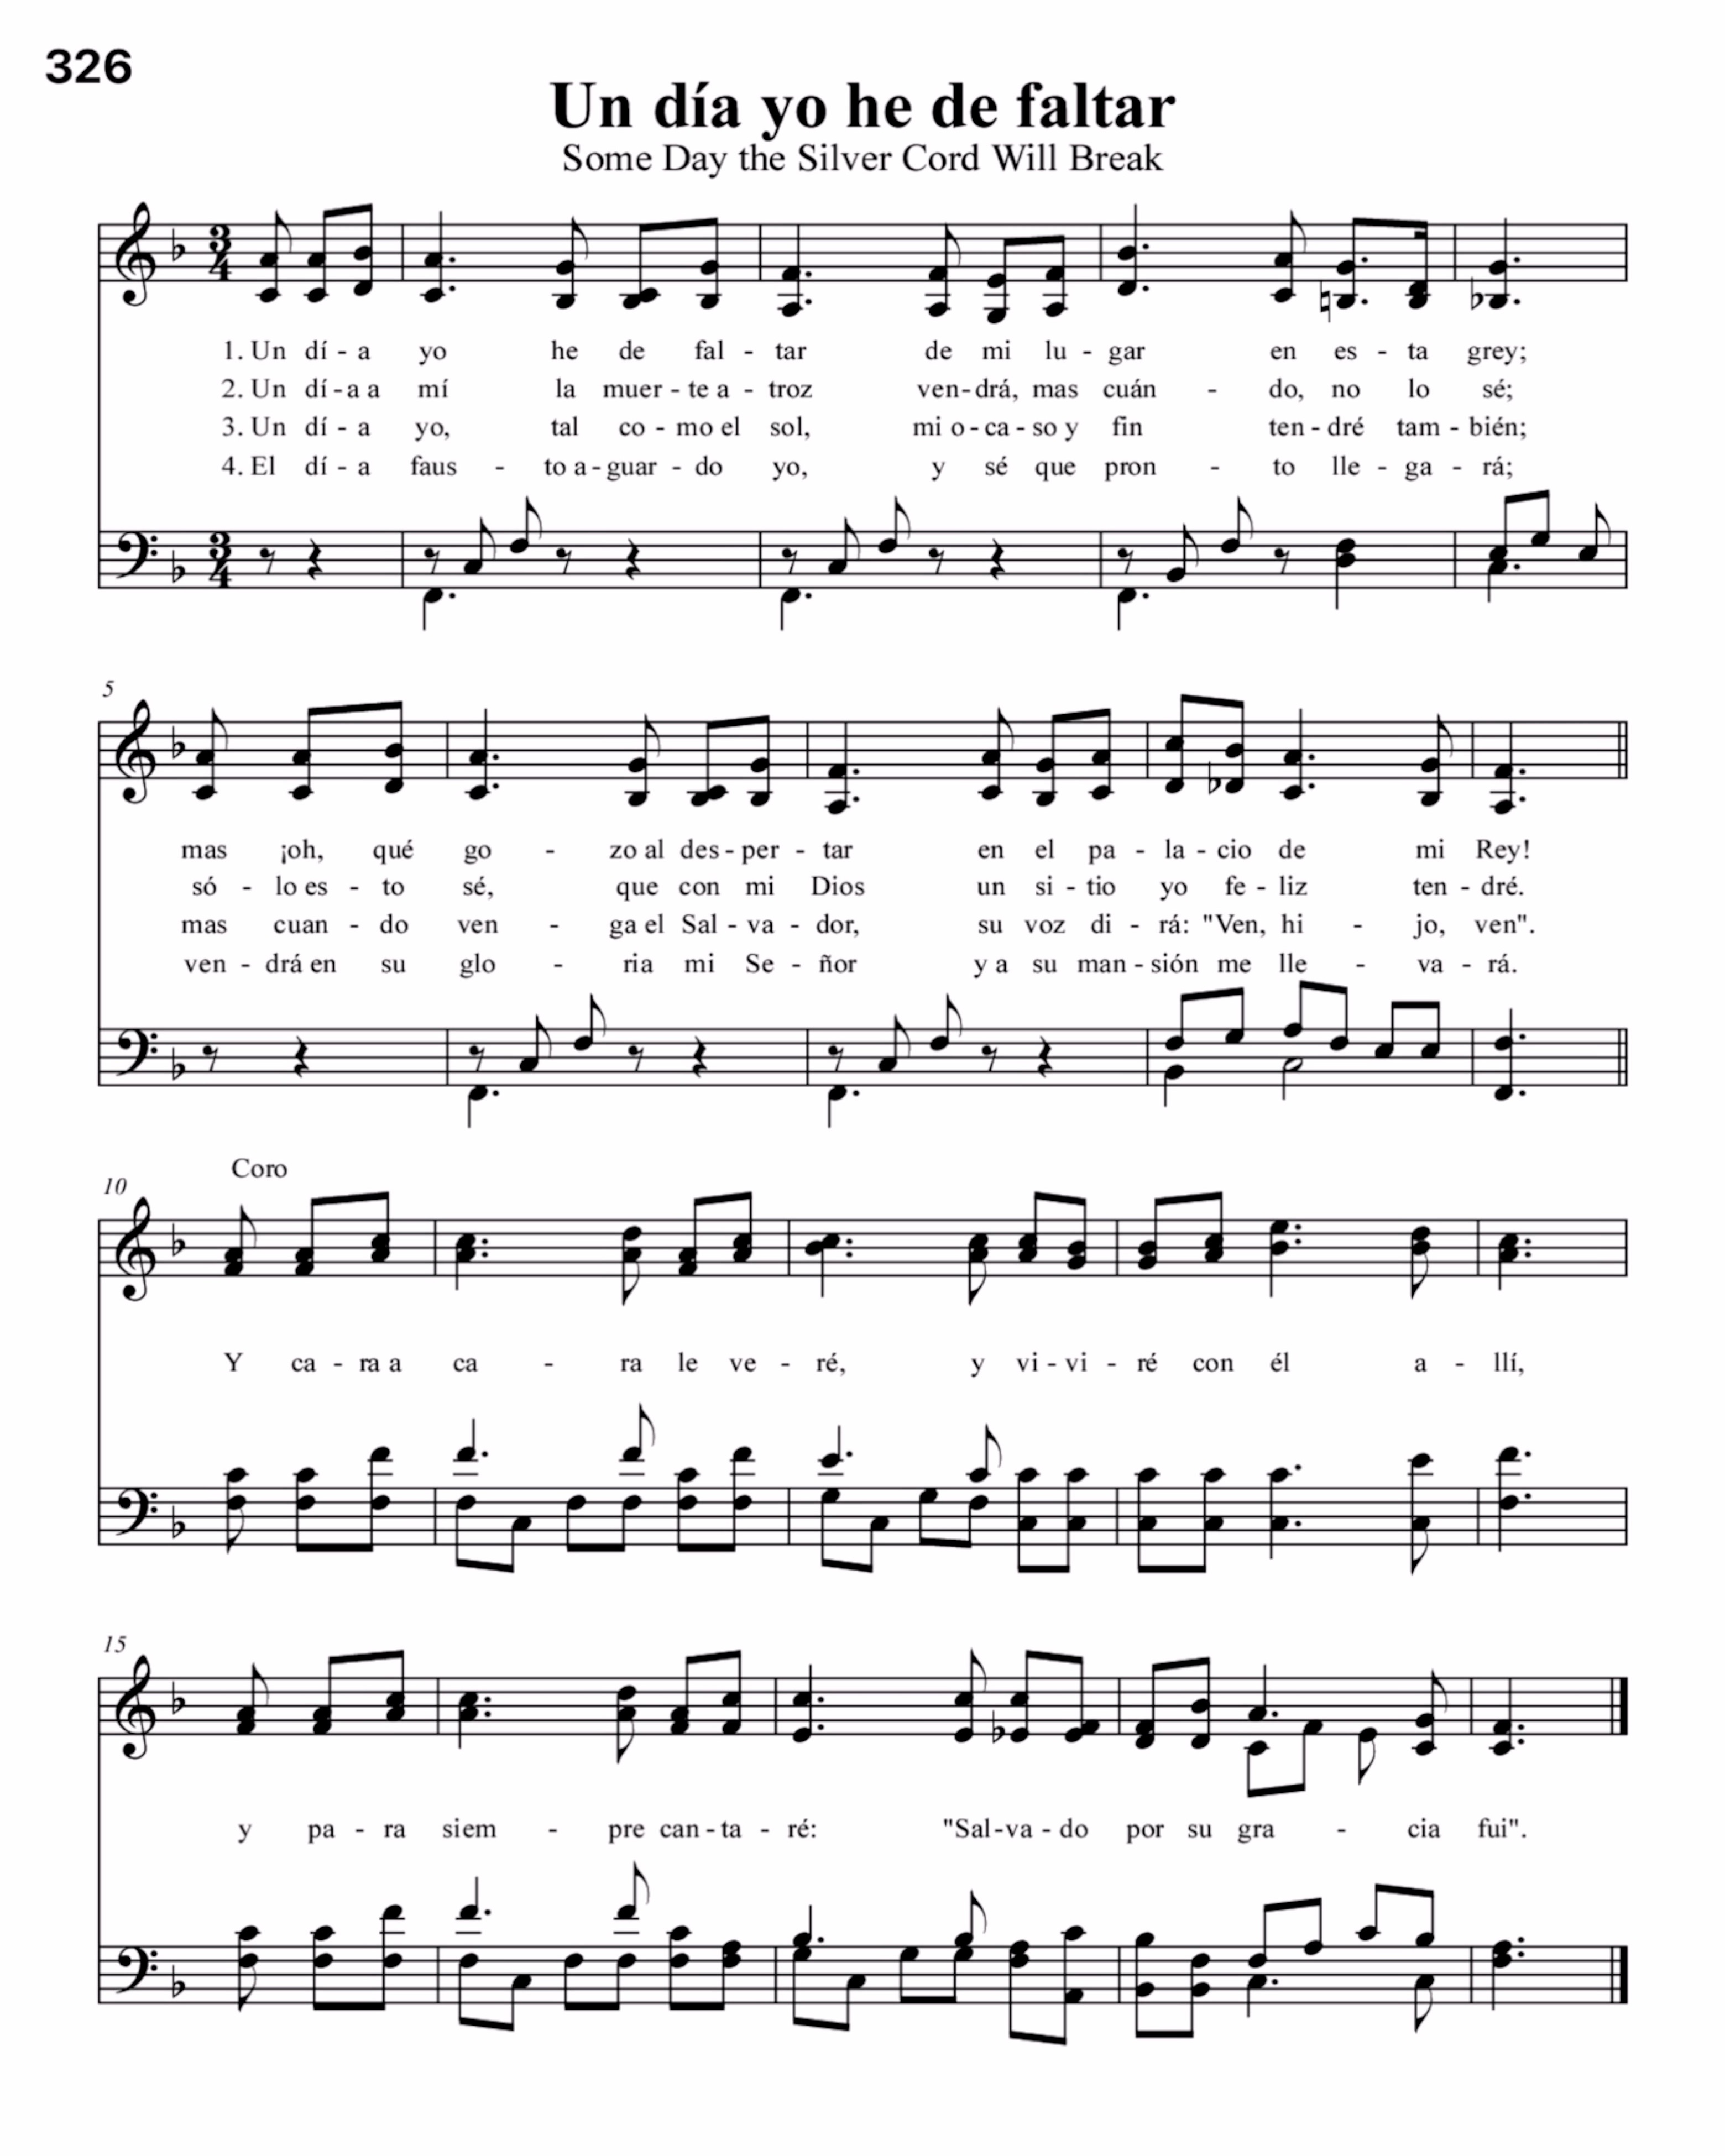 326
Un día yo he de faltar
Some Day the Silver Cord Will Break
3 4
1. Un dí - a yo he de fal - tar de mi lu - gar en es - ta grey;
2. Un dí - a a mí la muer - te a - troz ven - drá, mas cuán - do, no lo sé;
3. Un dí - a yo, tal co - mo el sol, mi o - ca - so y fin ten - dré tam - bién;
4. El dí - a faus - to a - guar - do yo, y sé que pron - to lle - ga - rá;
3 4
5
mas ¡oh, qué go - zo al des - per - tar en el pa - la - cio de mi Rey!
só - lo es - to sé, que con mi Dios un si - tio yo fe - liz ten - dré.
mas cuan - do ven - ga el Sal - va - dor, su voz di - rá: "Ven, hi - jo, ven".
ven - drá en su glo - ria mi Se - ñor y a su man - sión me lle - va - rá.
Coro
10
Y ca - ra a ca - ra le ve - ré, y vi - vi - ré con él a - llí,
15
y pa - ra siem - pre can - ta - ré: "Sal - va - do por su gra - cia fui".